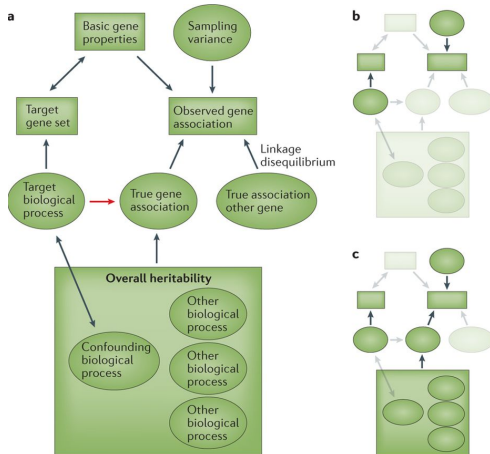 a
Basic gene
properties
Sampling
variance
Target
gene set
Observed gene
association
Linkage
disequilibrium
Target
biological
process
True gene
association
True association
other gene
Overall heritability
Confounding
biological
process
Other
biological
process
Other
biological
process
Other
biological
process
b
c